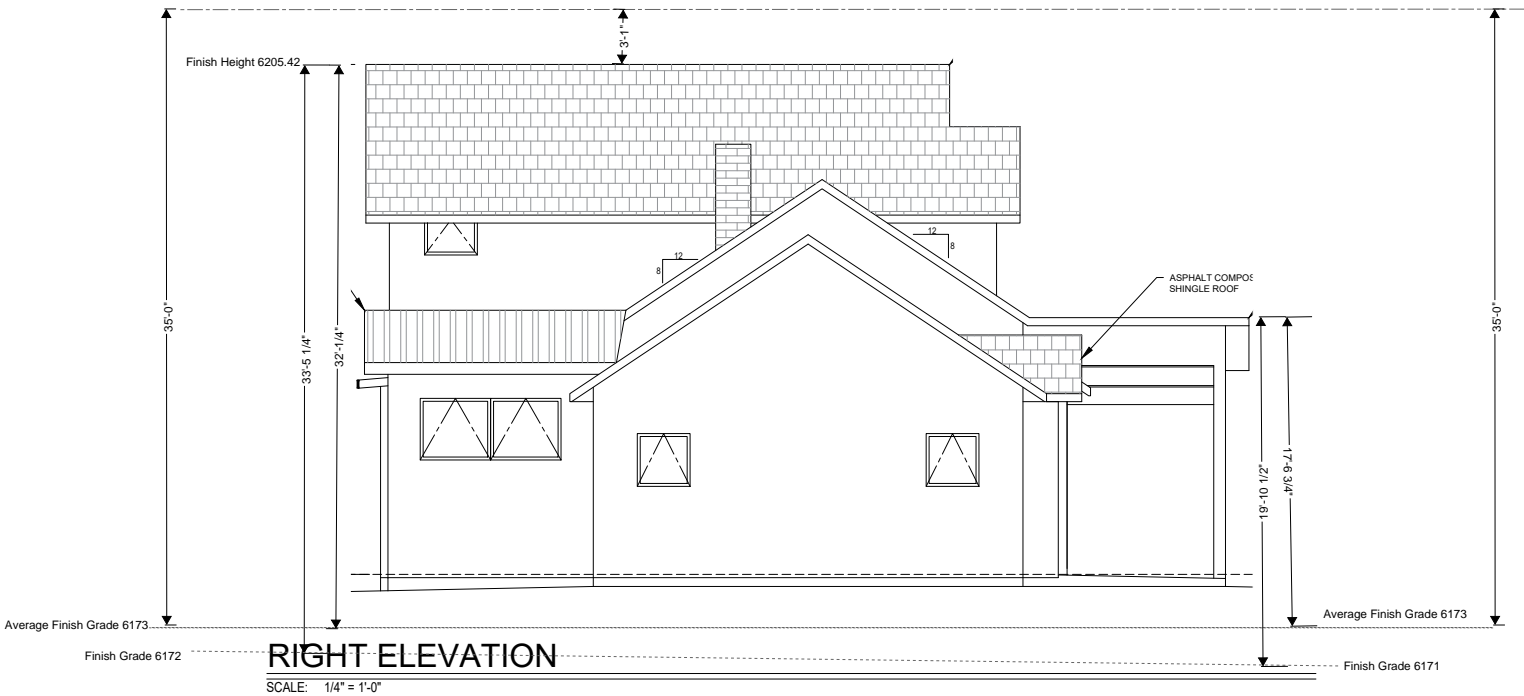 3'-1"
Finish Height 6205.42
12
8
12
8
ASPHALT COMPOS
SHINGLE ROOF
35'-0"
33'-5 1/4"
32'-1/4"
35'-0"
19'-10 1/2"
17'-6 3/4"
Average Finish Grade 6173
Average Finish Grade 6173
Finish Grade 6172
RIGHT ELEVATION
Finish Grade 6171
SCALE: 1/4" = 1'-0"